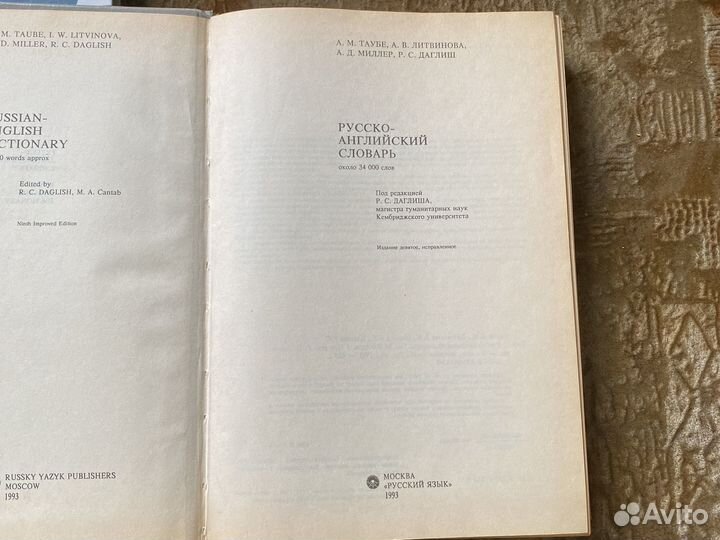 M. TAUBE, I. W. LITVINOVA,
D. MILLER, R. C. DAGLISH
USSIAN-
NGLISH
CTIONARY
0 words approx
Edited by
R. C. DAGLISH, M. A. Cantab
Ninth Improved Edition
RUSSKY YAZYK PUBLISHERS
MOSCOW
1993
А. М. ТАУБЕ, А. В. ЛИТВИНОВА,
А. Д. МИЛЛЕР, Р. С. ДАГЛИШ
РУССКО-
АНГЛИЙСКИЙ
СЛОВАРЬ
около 34 000 слов
Под редакцией
Р. С. ДАГЛИША,
магистра гуманитарных наук
Кембриджского университета
Издание девятое, исправленное
МОСКВА
«РУССКИЙ ЯЗЫК»
1993
Avito